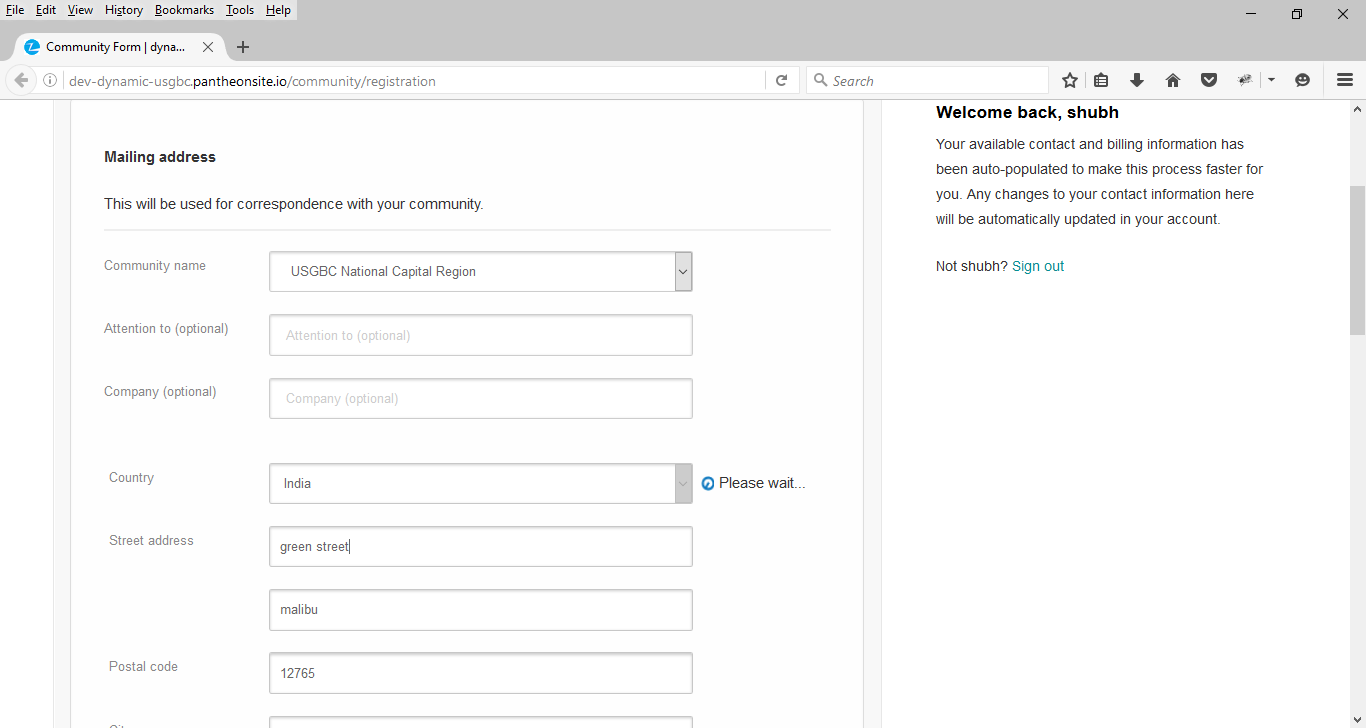 File Edit View History Bookmarks Tools Help
Community Form | dyna...
dev-dynamic-usgbc.pantheonsite.io/community/registration
Search
Mailing address
This will be used for correspondence with your community.
Community name
USGBC National Capital Region
Attention to (optional)
Attention to (optional)
Company (optional)
Company (optional)
Country
India
Please wait...
Street address
green street
malibu
Postal code
12765
Welcome back, shubh
Your available contact and billing information has
been auto-populated to make this process faster for
you. Any changes to your contact information here
will be automatically updated in your account.
Not shubh? Sign out